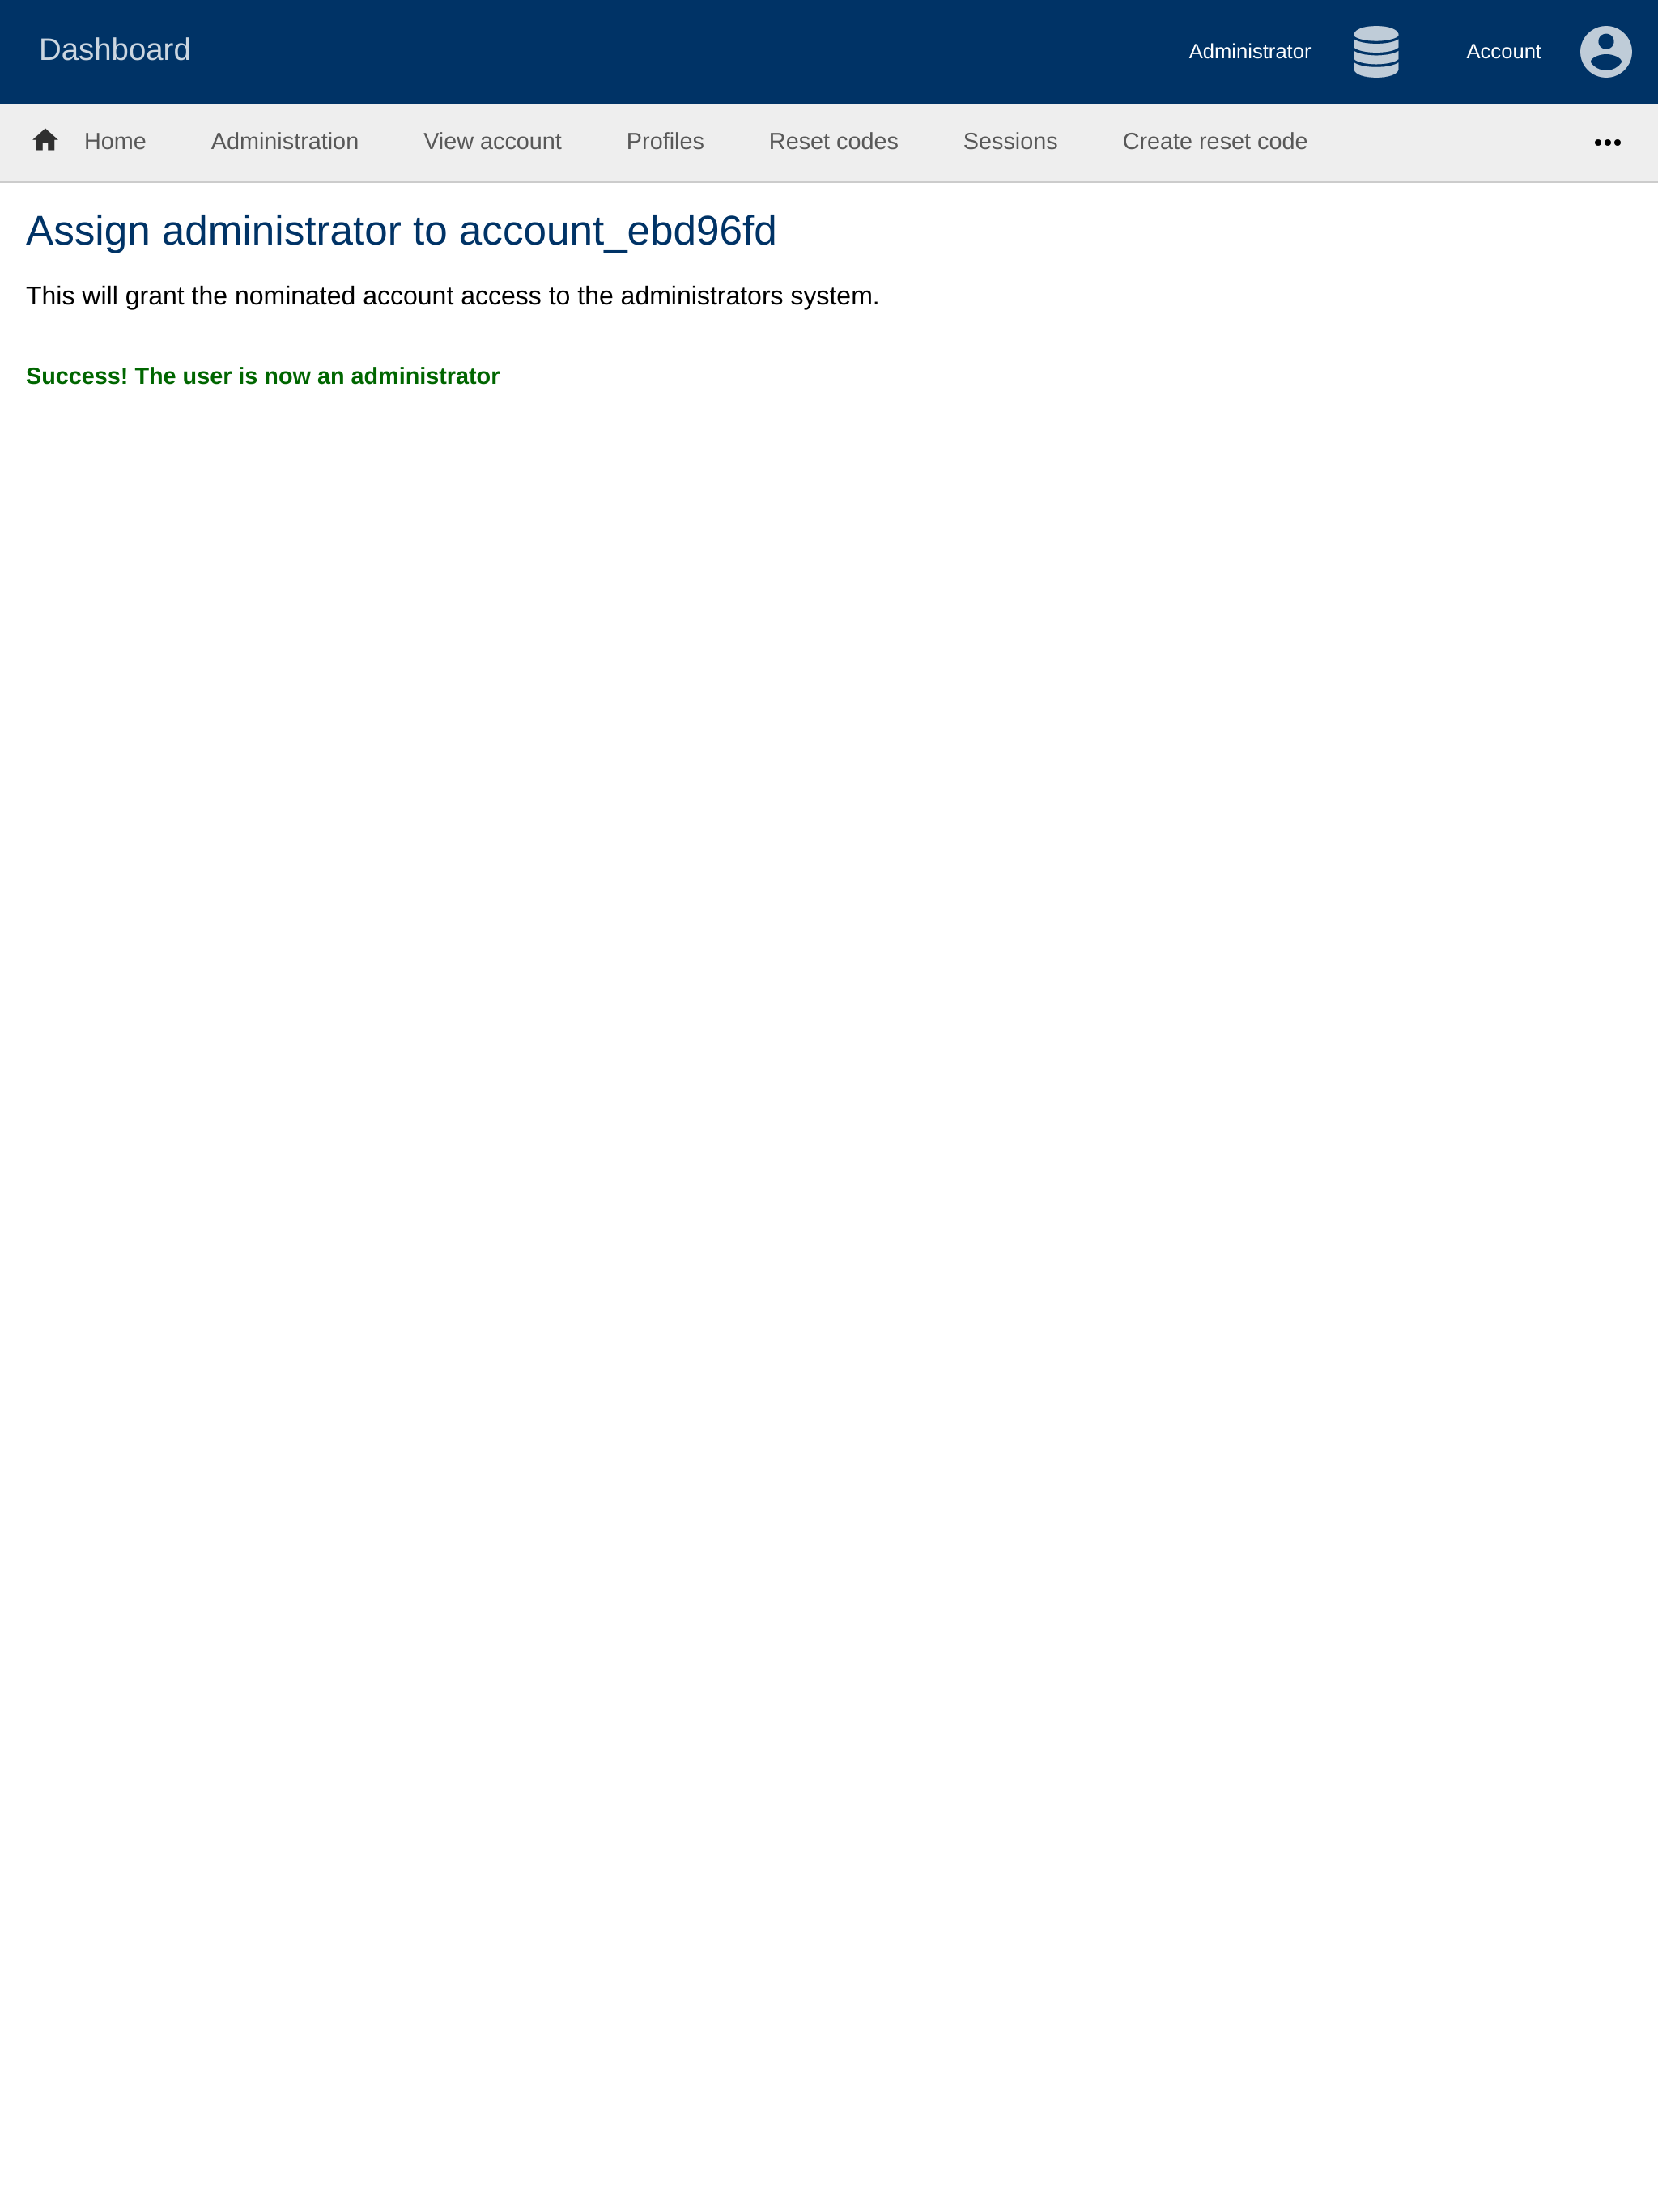 Dashboard
Administrator
Account
Home
Administration
View account
Profiles
Reset codes
Sessions
Create reset code
Assign administrator to account_ebd96fd
This will grant the nominated account access to the administrators system.
Success! The user is now an administrator